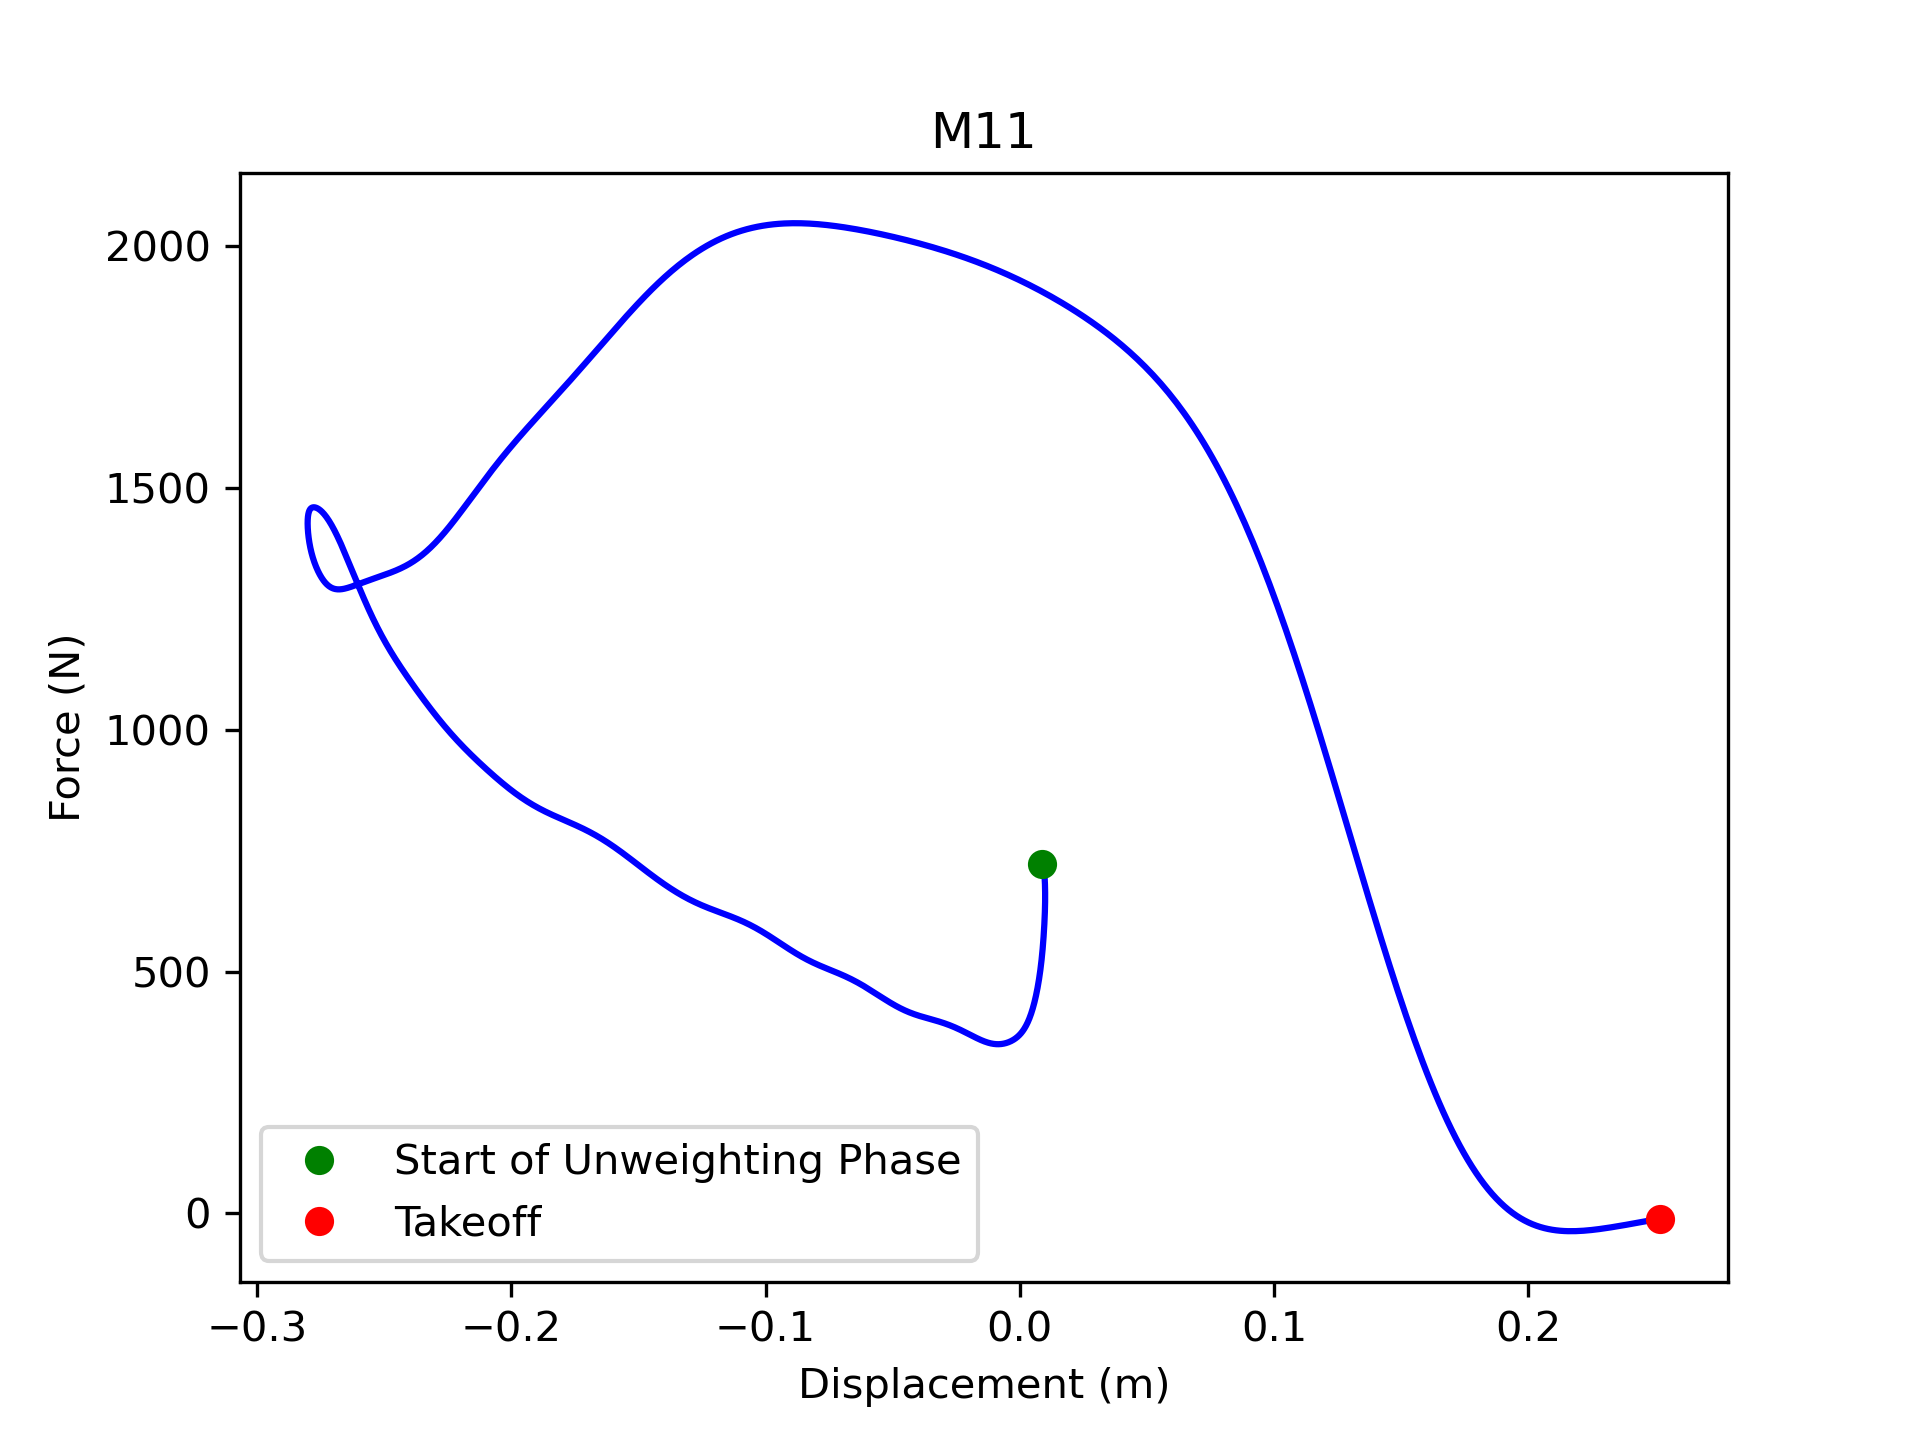 M11
2000
1500
1000
500
0
Force (N)
−0.3 −0.2 −0.1 0.0 0.1 0.2
Displacement (m)
Start of Unweighting Phase
Takeoff